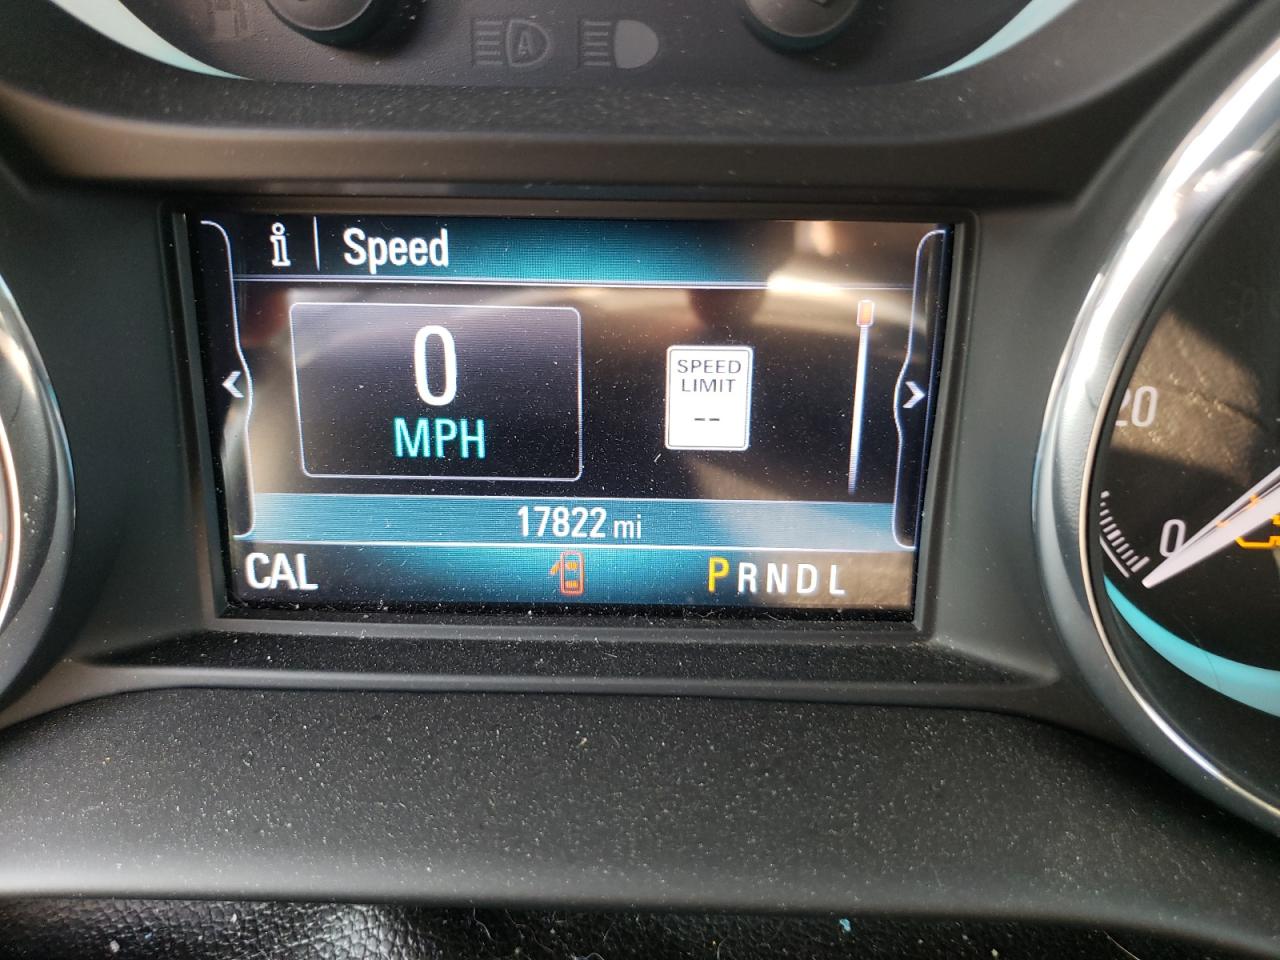 A
i | Speed
0
MPH
SPEED
LIMIT
--
< >
17822 mi
CAL
PRNDL
20
0